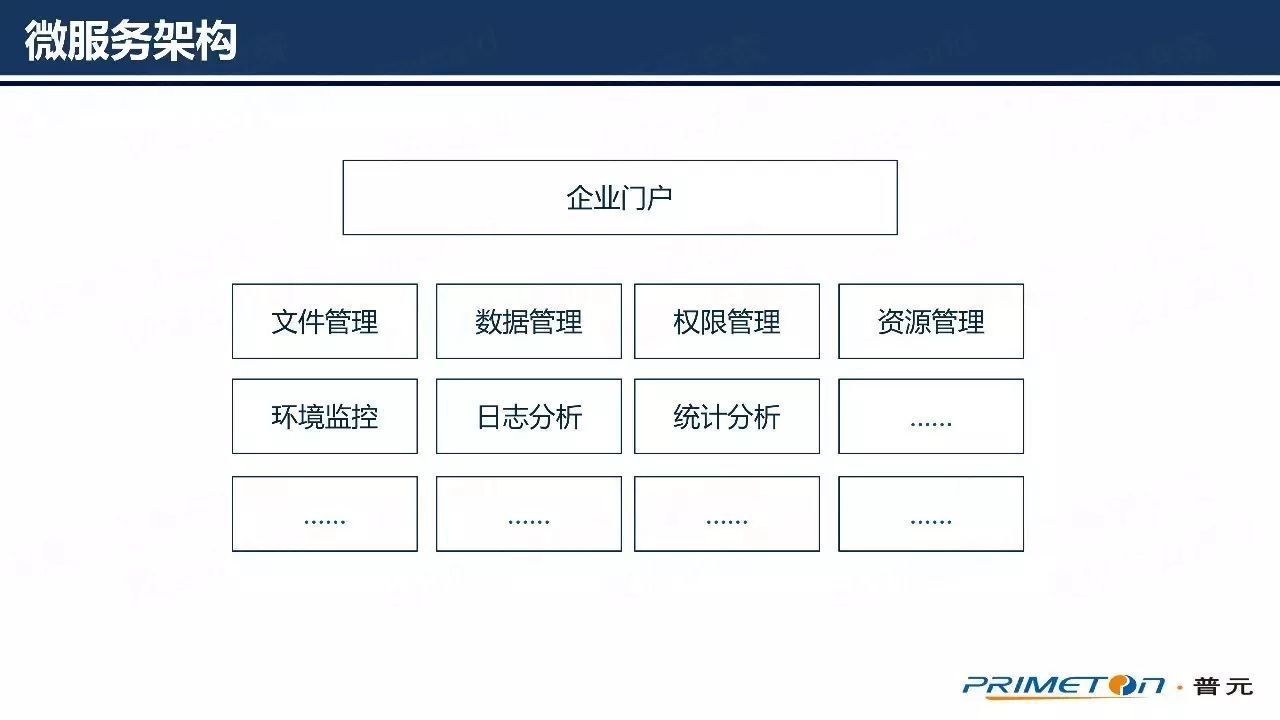 微服务架构
企业门户
文件管理 数据管理 权限管理 资源管理
环境监控 日志分析 统计分析 ......
...... ...... ...... ......
PRIMETON · 普元